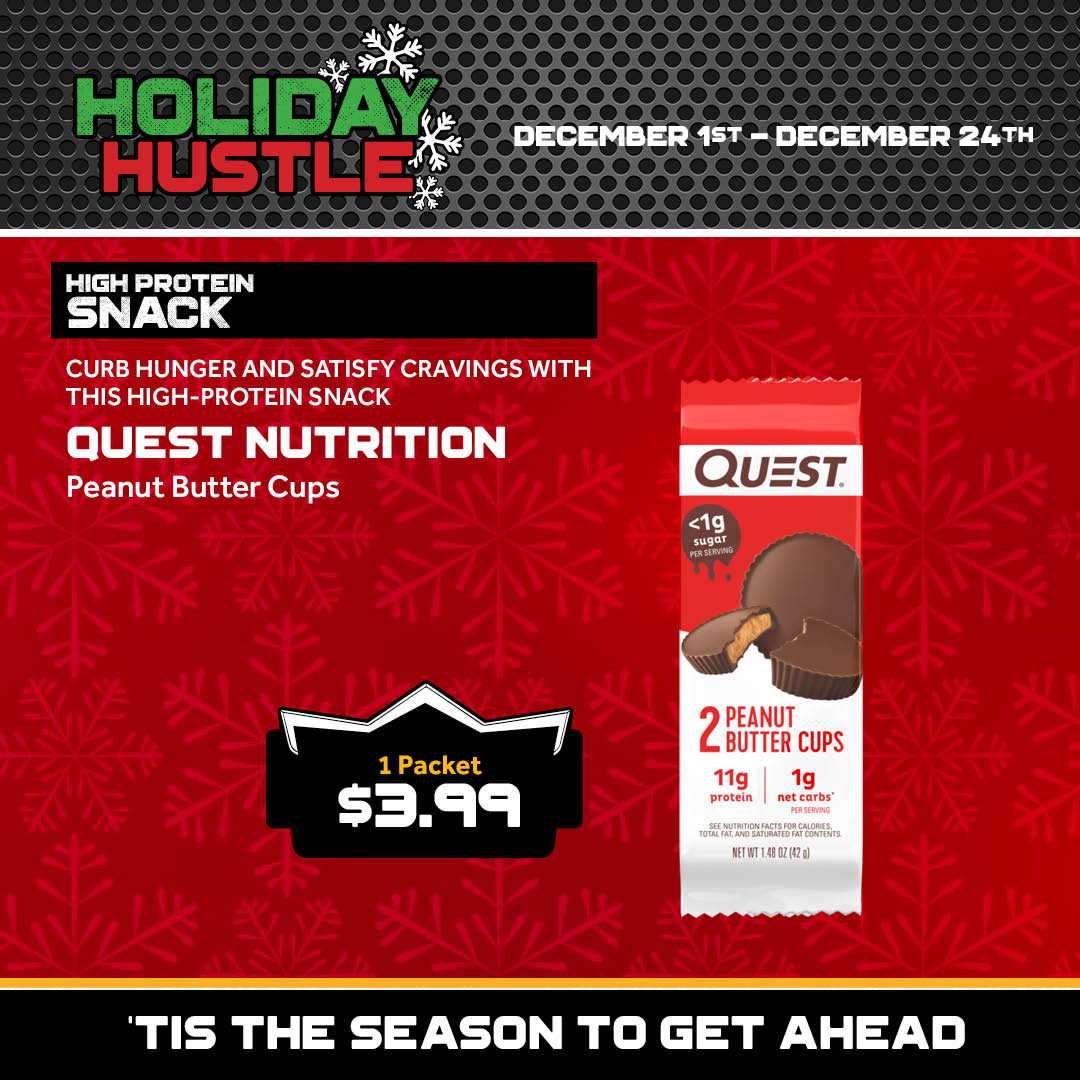 HOLIDAY
HUSTLE
DECEMBER 1ST – DECEMBER 24TH
HIGH PROTEIN
SNACK
CURB HUNGER AND SATISFY CRAVINGS WITH
THIS HIGH-PROTEIN SNACK
QUEST NUTRITION
Peanut Butter Cups
QUEST.
<1g
sugar
PER SERVING
2 PEANUT
BUTTER CUPS
11g
protein
1g
net carbs*
PER SERVING
SEE NUTRITION FACTS FOR CALORIES,
TOTAL FAT, AND SATURATED FAT CONTENTS.
NET WT 1.48 OZ (42 g)
1 Packet
$3.99
'TIS THE SEASON TO GET AHEAD